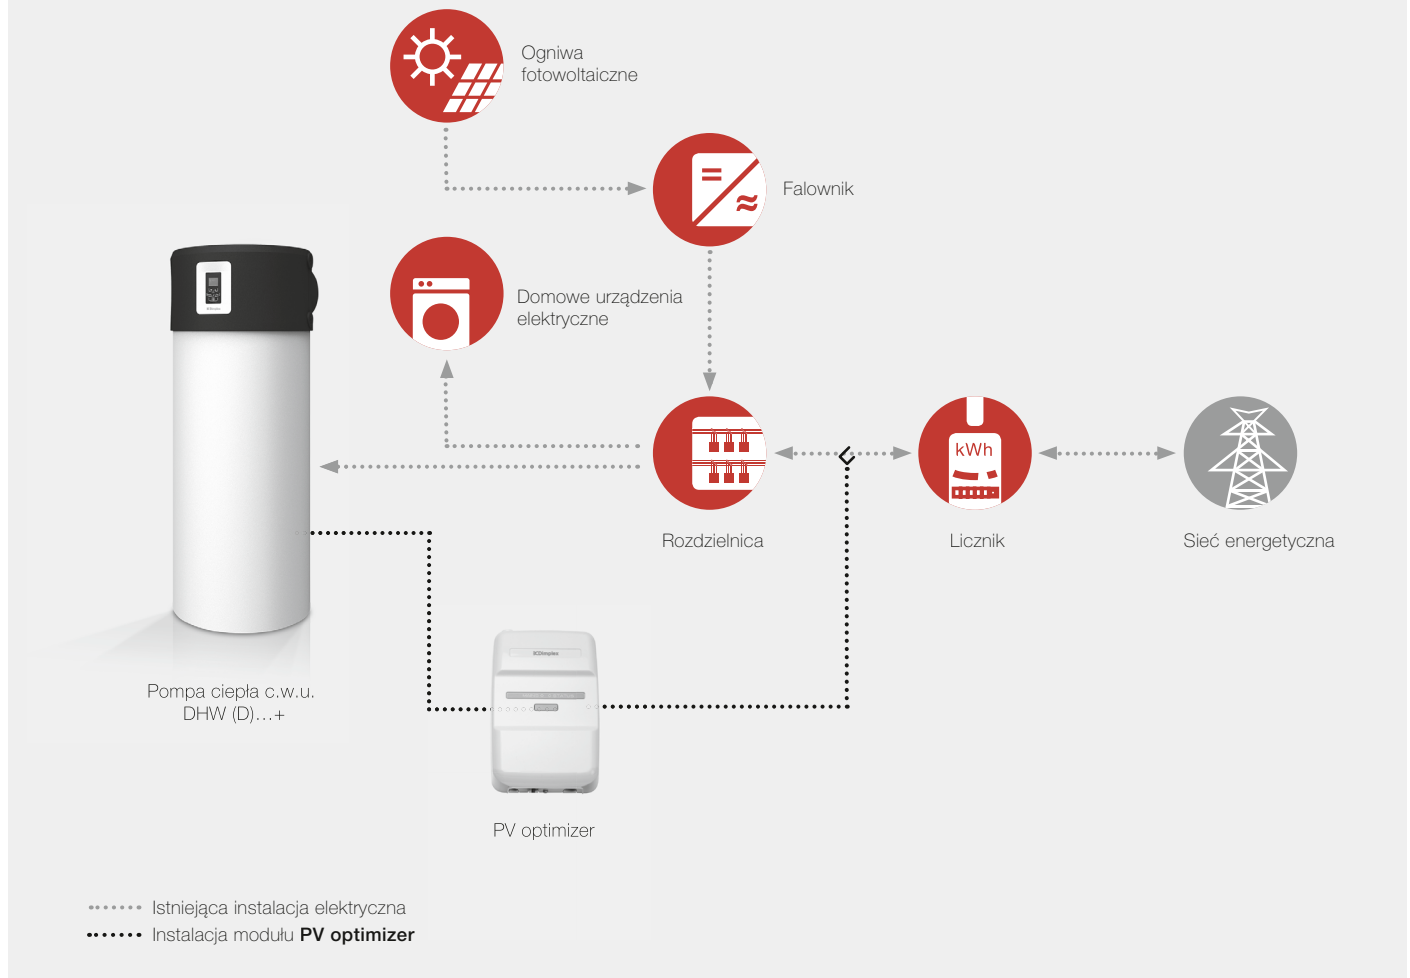 Ogniwa
fotowoltaiczne
Falownik
Domowe urządzenia
elektryczne
kWh
Rozdzielnica
Licznik
Sieć energetyczna
Pompa ciepła c.w.u.
DHW (D)...+
Dimplex
PV optimizer
Istniejąca instalacja elektryczna
Instalacja modułu PV optimizer